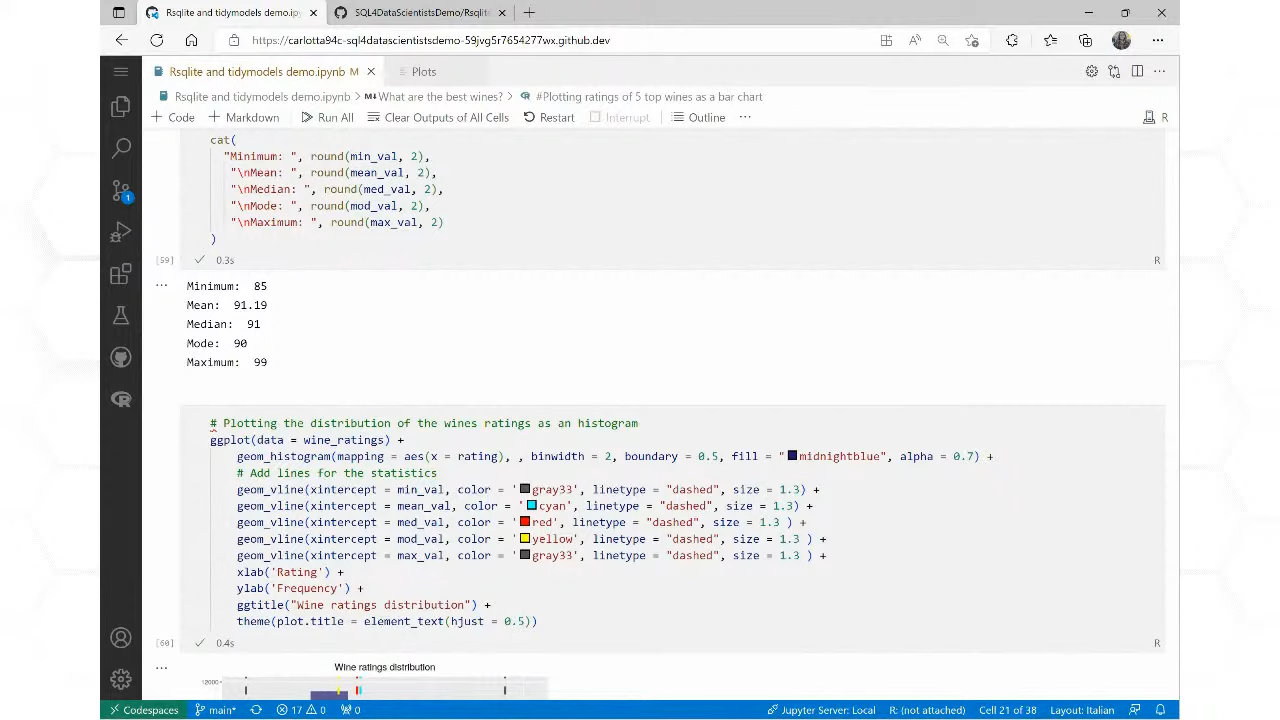 Rsqlite and tidymodels demo.ipyn
SQL4DataScientistsDemo/Rsqlite
https://carlotta94c-sql4datascientistsdemo-59jvg5r7654277wx.github.dev
Rsqlite and tidymodels demo.ipynb M
Plots
Rsqlite and tidymodels demo.ipynb > M↓What are the best wines? > #Plotting ratings of 5 top wines as a bar chart
+ Code + Markdown Run All Clear Outputs of All Cells Restart Interrupt Outline ··· R
cat(
"Minimum: ", round(min_val, 2),
"\nMean: ", round(mean_val, 2),
"\nMedian: ", round(med_val, 2),
"\nMode: ", round(mod_val, 2),
"\nMaximum: ", round(max_val, 2)
)
[59] 0.3s R
Minimum: 85
Mean: 91.19
Median: 91
Mode: 90
Maximum: 99
# Plotting the distribution of the wines ratings as an histogram
ggplot(data = wine_ratings) +
geom_histogram(mapping = aes(x = rating), , binwidth = 2, boundary = 0.5, fill = "midnightblue", alpha = 0.7) +
# Add lines for the statistics
geom_vline(xintercept = min_val, color = 'gray33', linetype = "dashed", size = 1.3) +
geom_vline(xintercept = mean_val, color = 'cyan', linetype = "dashed", size = 1.3) +
geom_vline(xintercept = med_val, color = 'red', linetype = "dashed", size = 1.3 ) +
geom_vline(xintercept = mod_val, color = 'yellow', linetype = "dashed", size = 1.3 ) +
geom_vline(xintercept = max_val, color = 'gray33', linetype = "dashed", size = 1.3 ) +
xlab('Rating') +
ylab('Frequency') +
ggtitle("Wine ratings distribution") +
theme(plot.title = element_text(hjust = 0.5))
[60] 0.4s R
Wine ratings distribution
12000
Codespaces main* 17 0 0 Jupyter Server: Local R: (not attached) Cell 21 of 38 Layout: Italian
1